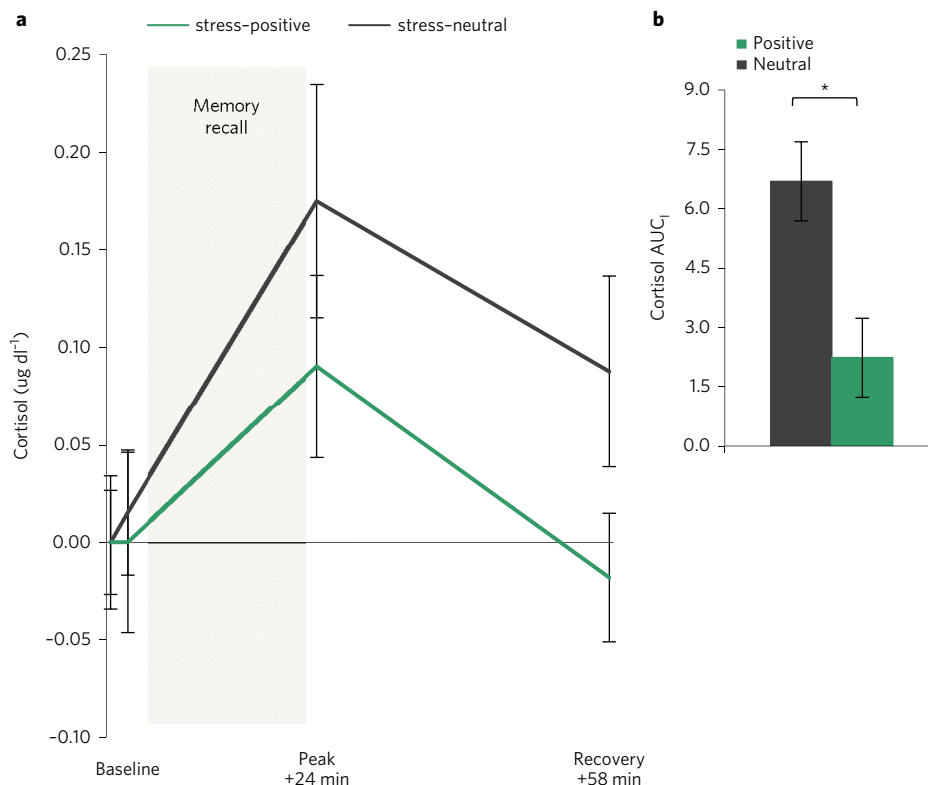 a
stress–positive
stress–neutral
0.25
0.20
0.15
0.10
0.05
0.00
–0.05
–0.10
Cortisol (ug dl⁻¹)
Memory
recall
Baseline
Peak
+24 min
Recovery
+58 min
b
Positive
Neutral
9.0
7.5
6.0
4.5
3.0
1.5
0.0
Cortisol AUCI
*